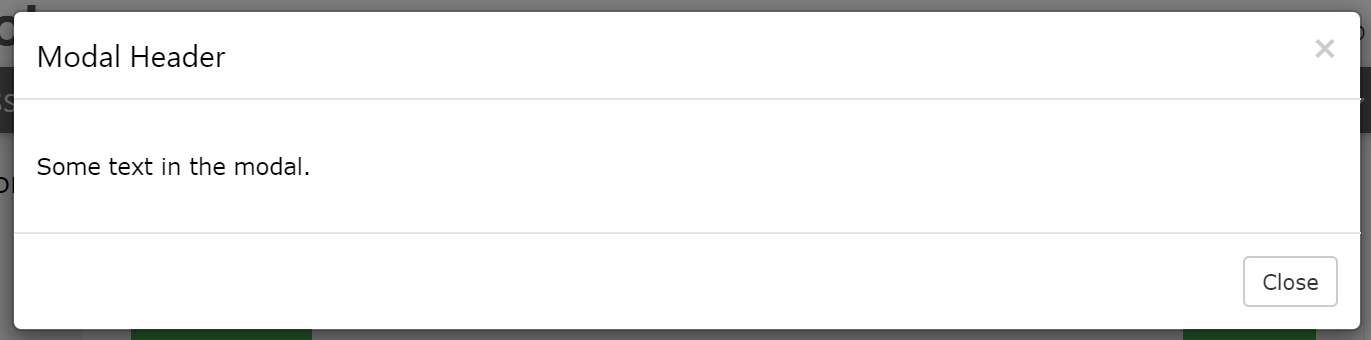 Modal Header
×
Some text in the modal.
Close